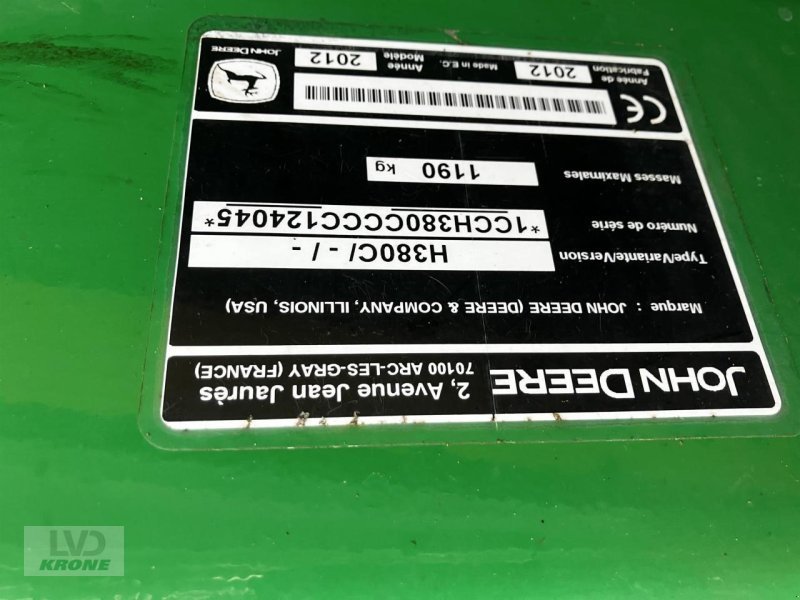 JOHN DEERE
2, Avenue Jean Jaurès
70100 ARC-LES-GRAY (FRANCE)
Marque : JOHN DEERE (DEERE & COMPANY, ILLINOIS, USA)
Type/Variante/Version H380C/ - / -
Numéro de série *1CCH380CCCC124045*
Masses Maximales 1190 kg
CE
Année de Fabrication 2012 Made in E.C. Année Modèle 2012
JOHN DEERE
LVD
KRONE